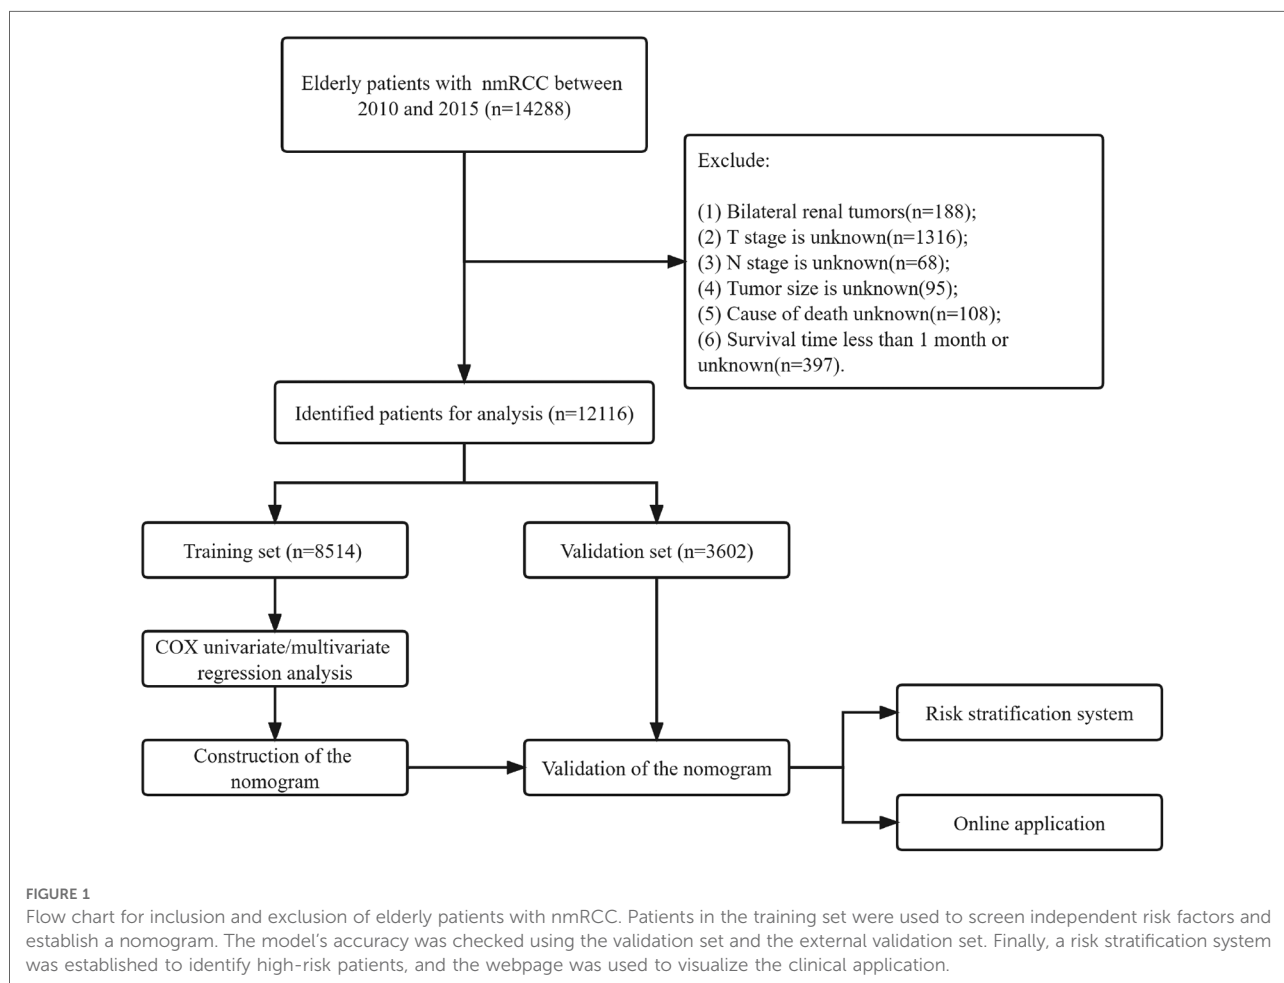 Elderly patients with nmRCC between
2010 and 2015 (n=14288)
Exclude:
(1) Bilateral renal tumors(n=188);
(2) T stage is unknown(n=1316);
(3) N stage is unknown(n=68);
(4) Tumor size is unknown(95);
(5) Cause of death unknown(n=108);
(6) Survival time less than 1 month or
unknown(n=397).
Identified patients for analysis (n=12116)
Training set (n=8514)
Validation set (n=3602)
COX univariate/multivariate
regression analysis
Construction of the
nomogram
Validation of the nomogram
Risk stratification system
Online application
FIGURE 1
Flow chart for inclusion and exclusion of elderly patients with nmRCC. Patients in the training set were used to screen independent risk factors and
establish a nomogram. The model's accuracy was checked using the validation set and the external validation set. Finally, a risk stratification system
was established to identify high-risk patients, and the webpage was used to visualize the clinical application.